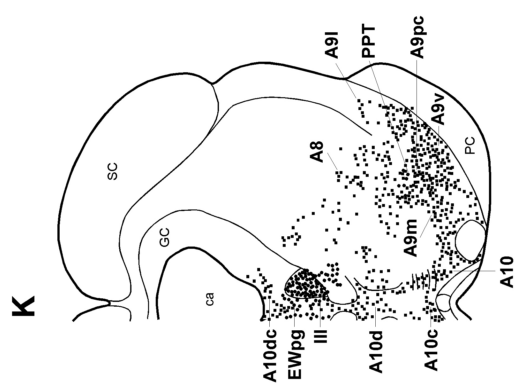 K
SC
GC
ca
A8
A9l
PPT
A9pc
A9v
PC
A9m
A10
A10dc
EWpg
III
A10d
A10c